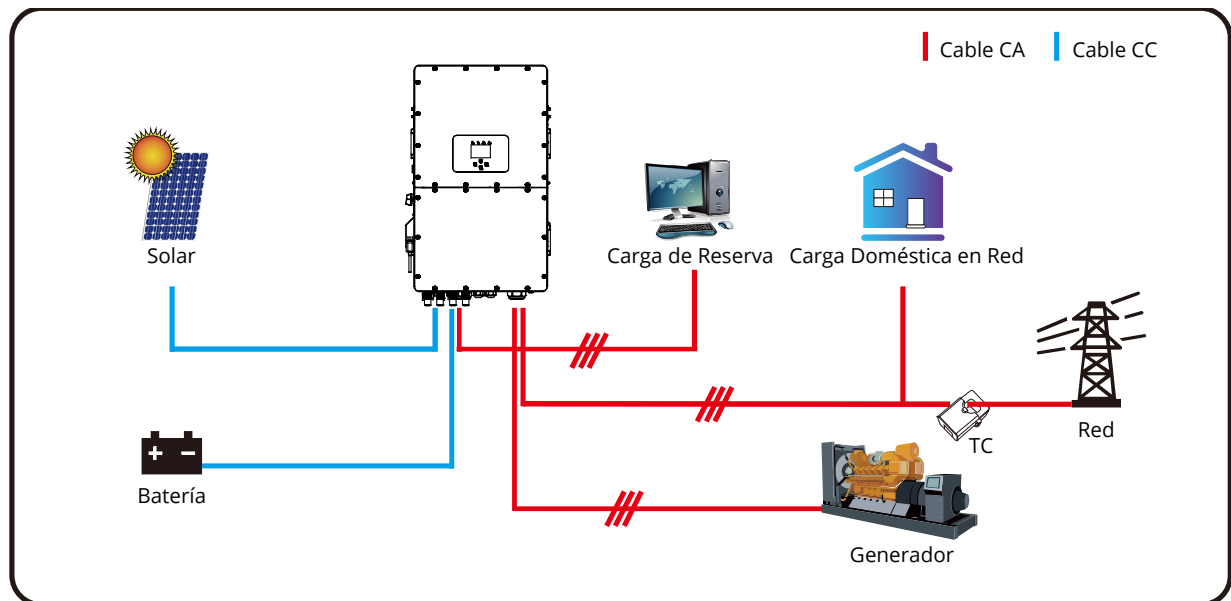 Cable CA
Cable CC
Solar
Carga de Reserva
Carga Doméstica en Red
TC
Red
Batería
Generador